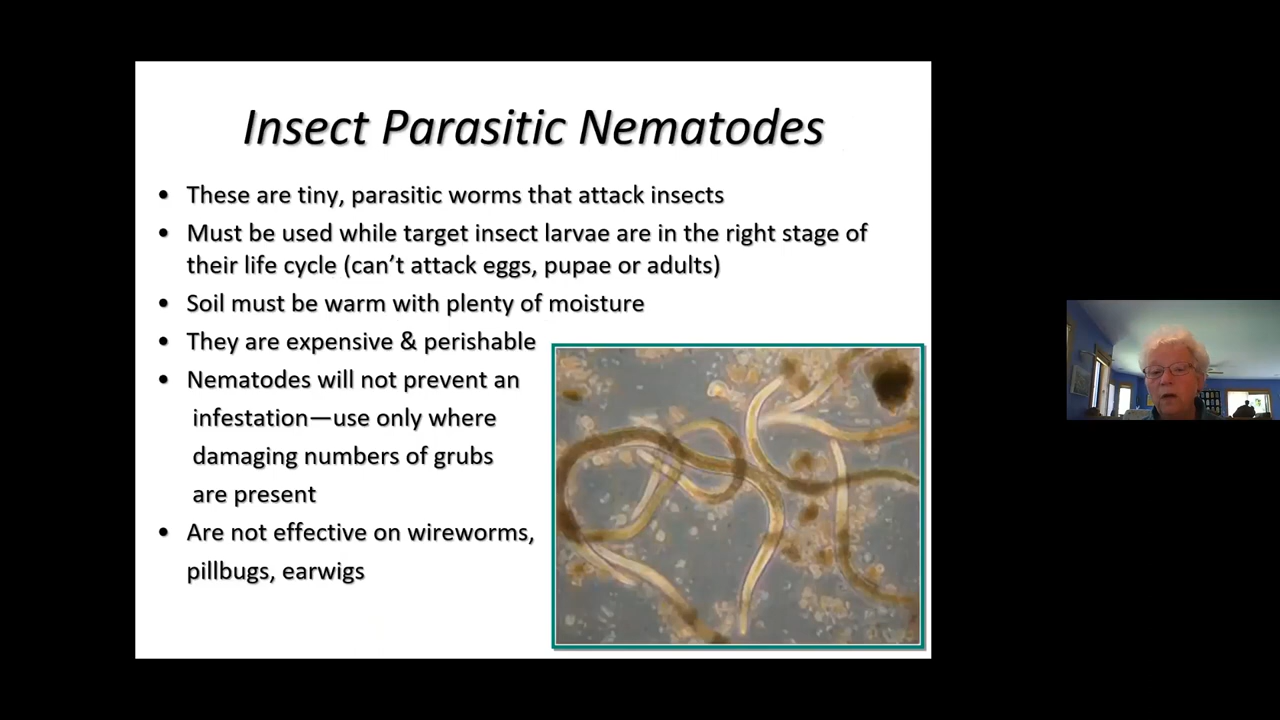 Insect Parasitic Nematodes
• These are tiny, parasitic worms that attack insects
• Must be used while target insect larvae are in the right stage of
their life cycle (can’t attack eggs, pupae or adults)
• Soil must be warm with plenty of moisture
• They are expensive & perishable
• Nematodes will not prevent an
infestation—use only where
damaging numbers of grubs
are present
• Are not effective on wireworms,
pillbugs, earwigs